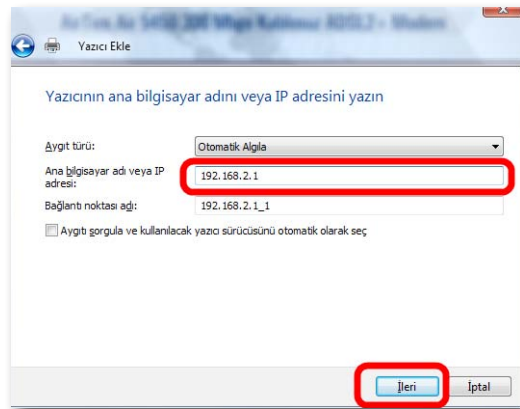 Yazıcı Ekle
Yazıcının ana bilgisayar adını veya IP adresini yazın
Aygıt türü:
Otomatik Algıla
Ana bilgisayar adı veya IP
adresi:
192.168.2.1
Bağlantı noktası adı:
192.168.2.1_1
Aygıtı sorgula ve kullanılacak yazıcı sürücüsünü otomatik olarak seç
İleri
İptal